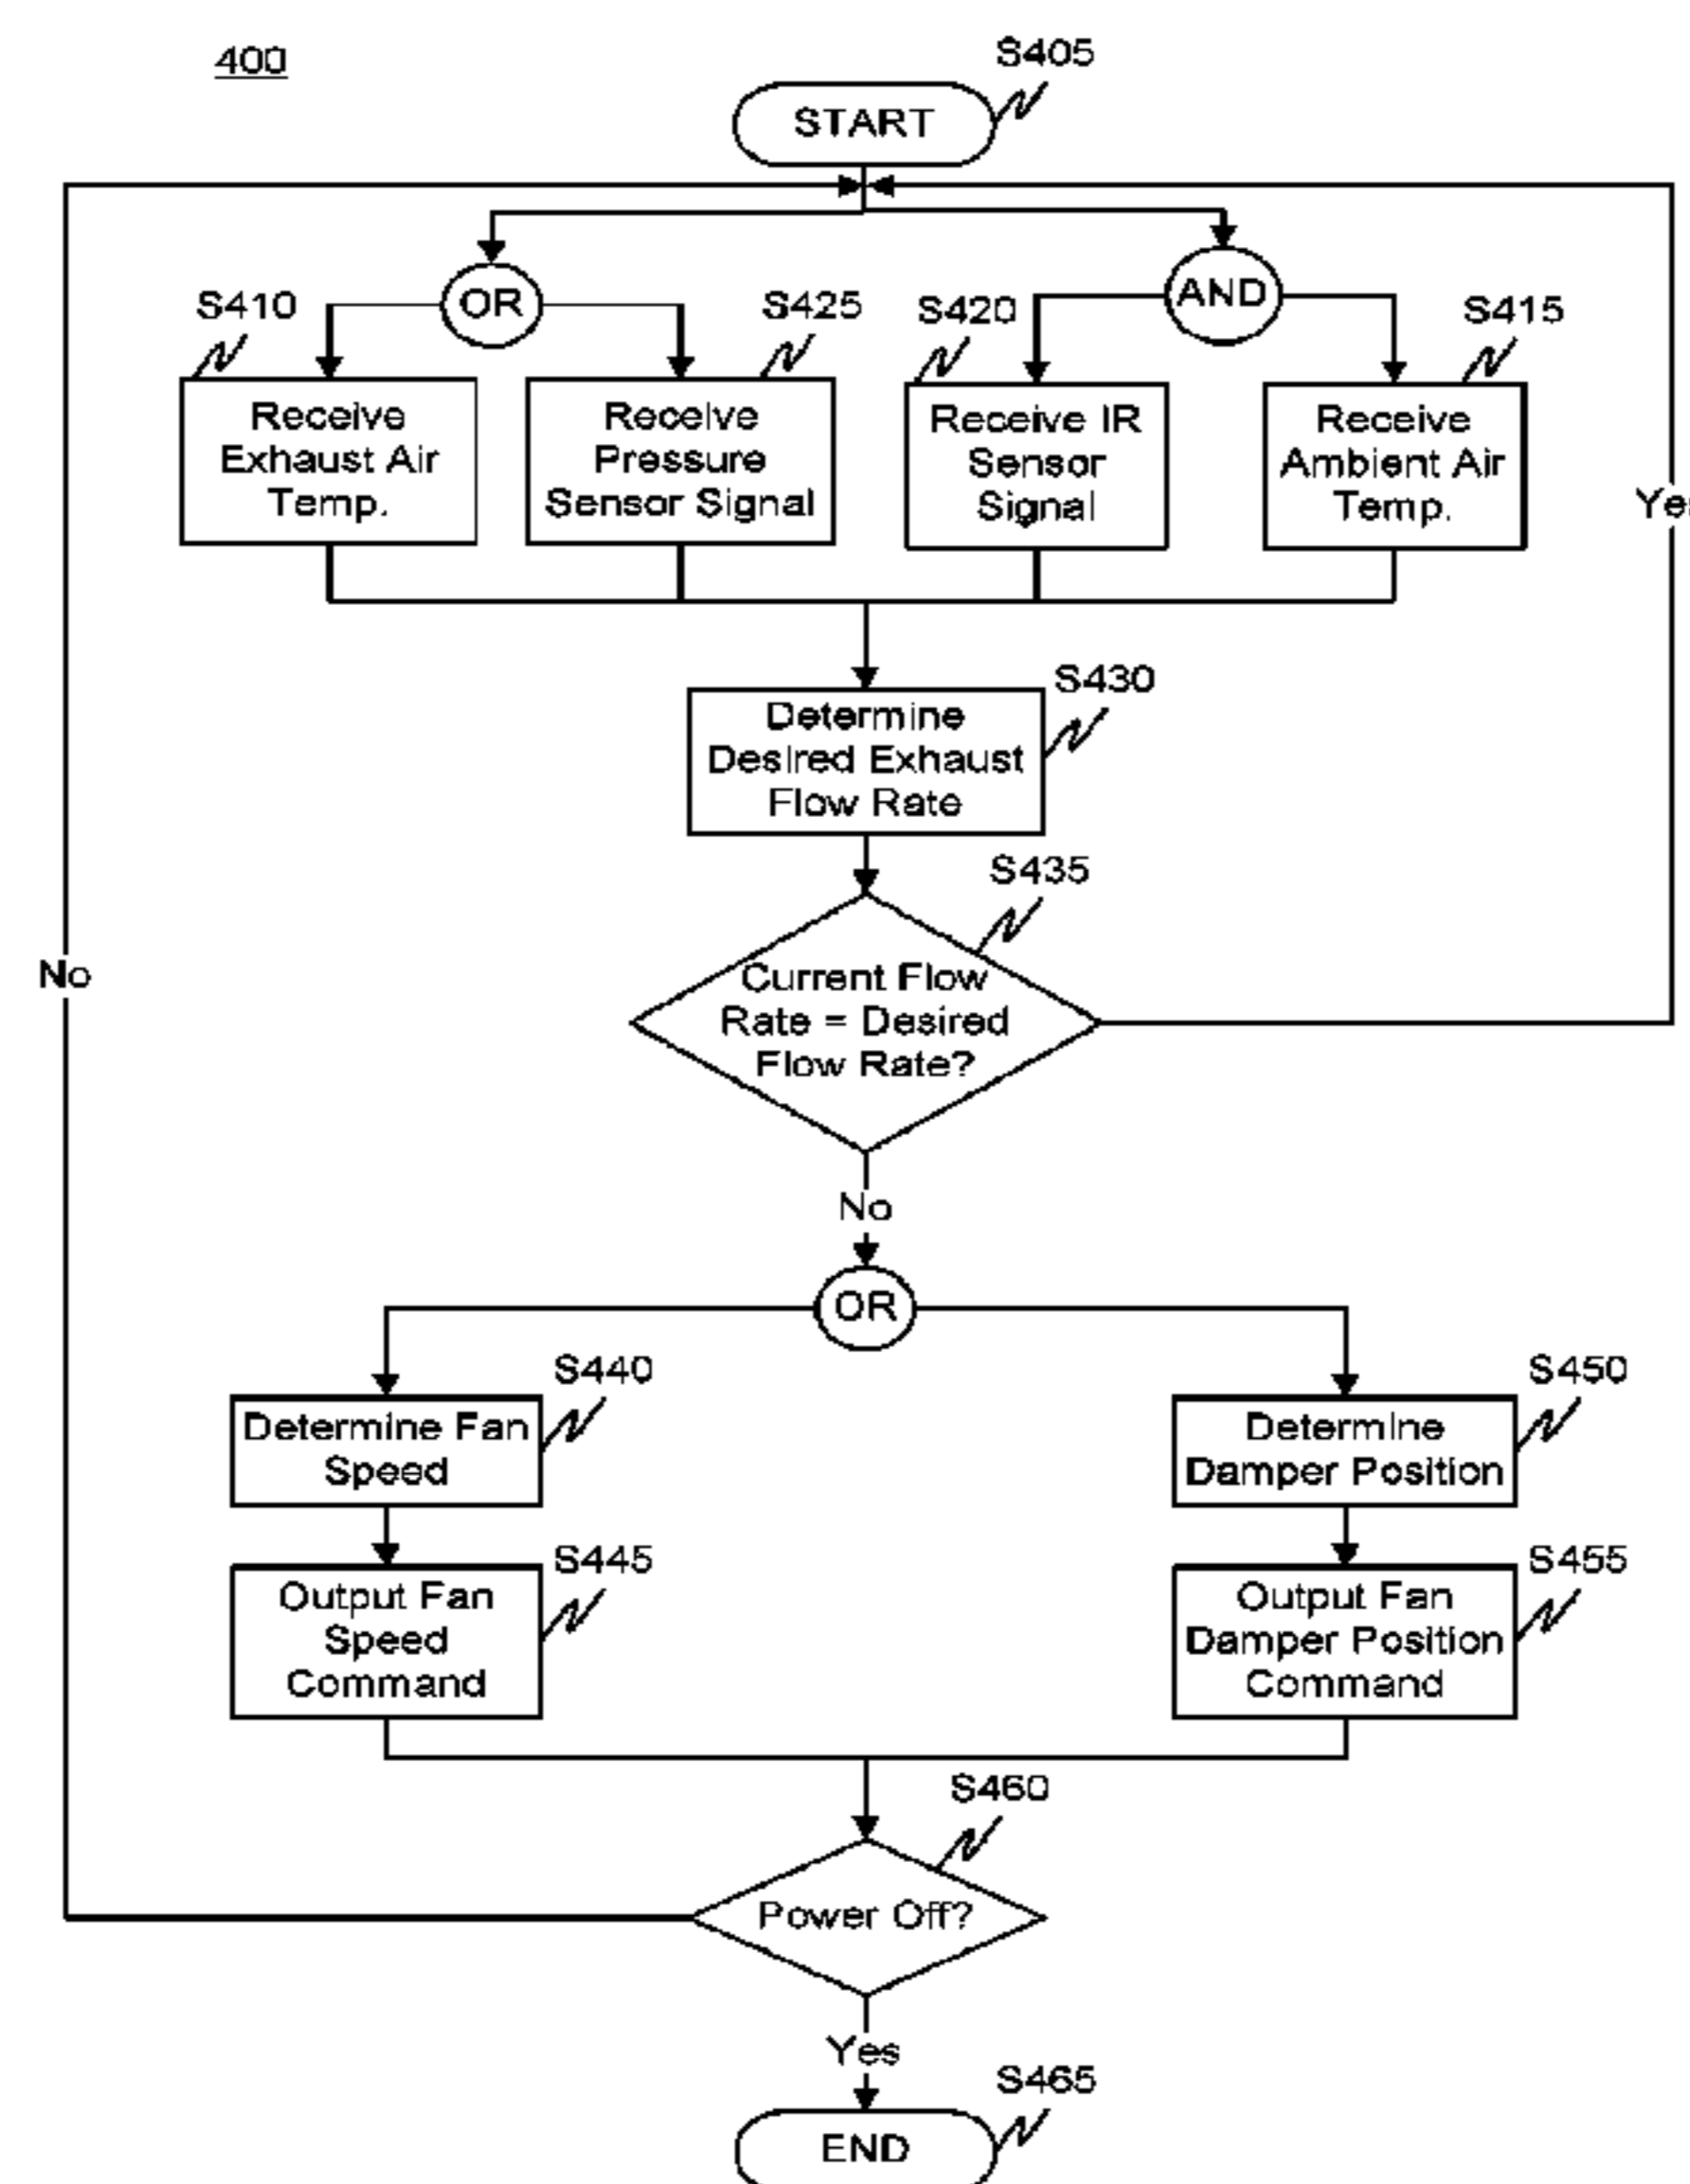 400
S405
START
OR
AND
S410
S425
S420
S415
Receive
Exhaust Air
Temp.
Receive
Pressure
Sensor Signal
Receive IR
Sensor
Signal
Receive
Ambient Air
Temp.
Yes
S430
Determine
Desired Exhaust
Flow Rate
S435
Current Flow
Rate = Desired
Flow Rate?
No
No
OR
S440
Determine Fan
Speed
S450
Determine
Damper Position
S445
Output Fan
Speed
Command
S455
Output Fan
Damper Position
Command
S460
Power Off?
Yes
S465
END